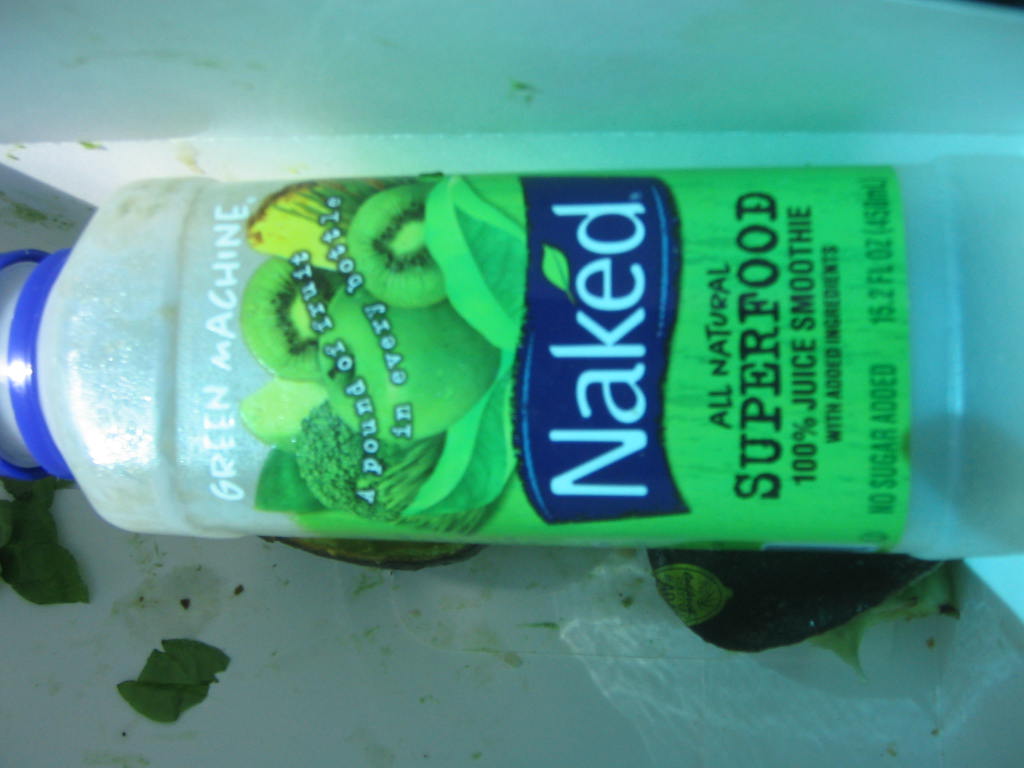 GREEN MACHINE
A pound of fruit
in every bottle
Naked®
ALL NATURAL
SUPERFOOD
100% JUICE SMOOTHIE
WITH ADDED INGREDIENTS
NO SUGAR ADDED 15.2 FL OZ (450mL)